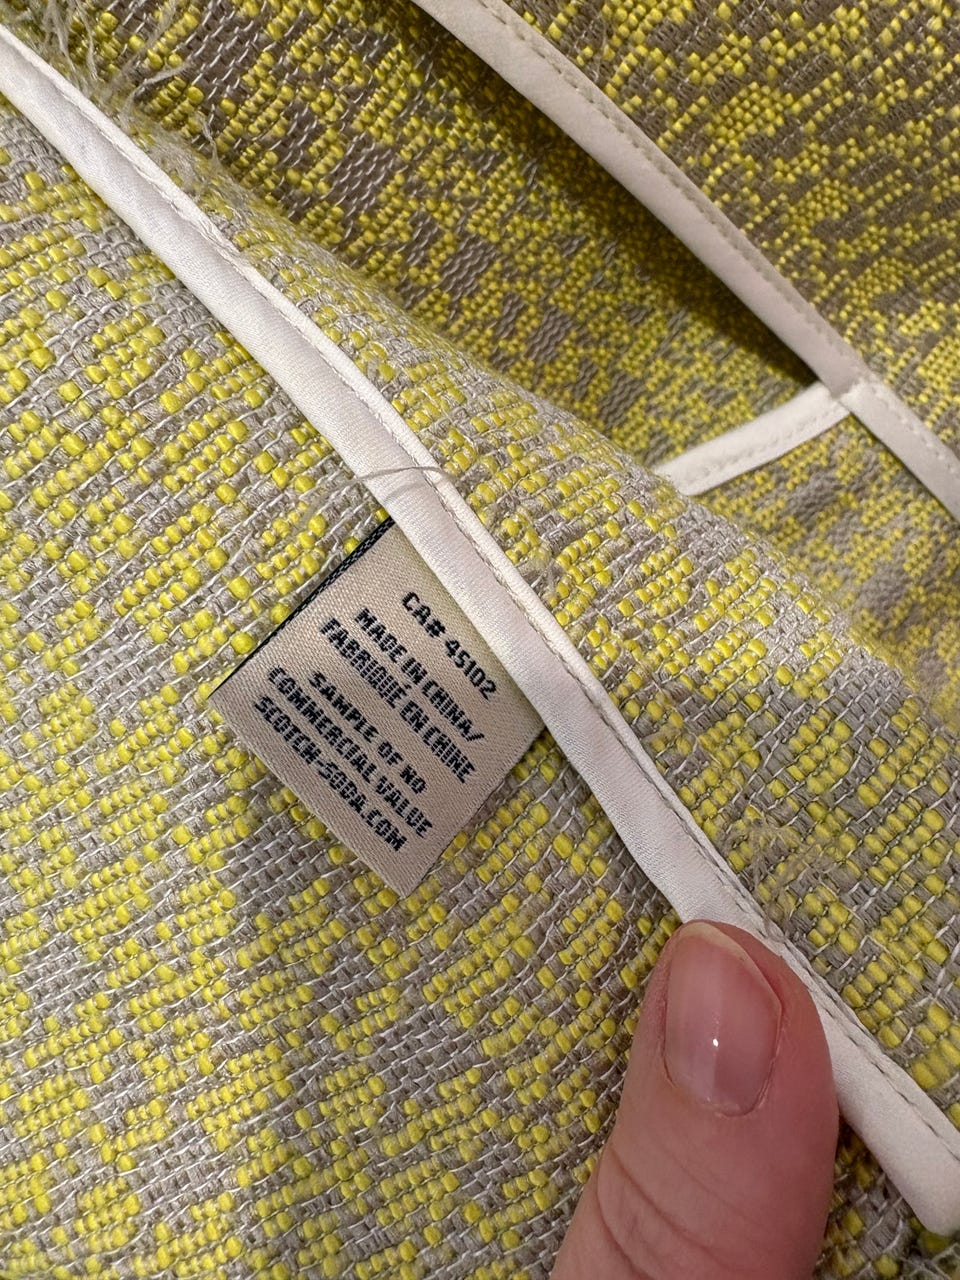 CA# 45102
MADE IN CHINA/
FABRIQUE EN CHINE
SAMPLE OF NO
COMMERCIAL VALUE
SCOTCH-SODA.COM